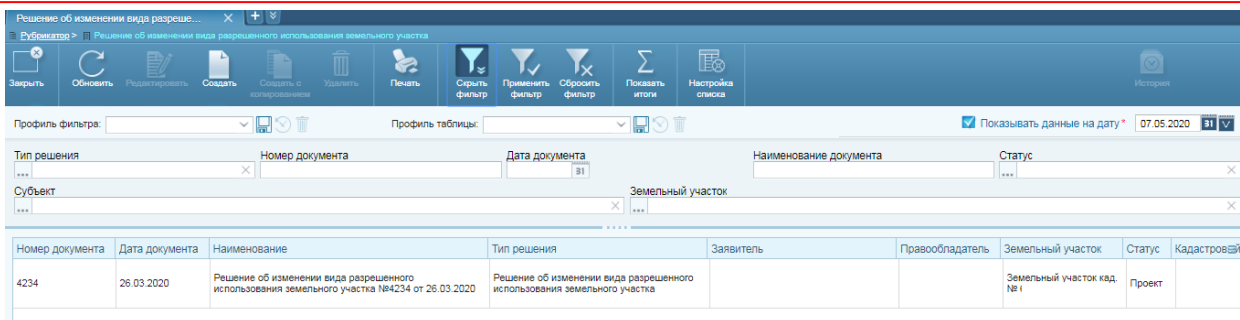 Решение об изменении вида разреше...
Рубрикатор > Решение об изменении вида разрешенного использования земельного участка
Закрыть Обновить Редактировать Создать Создать с копированием Удалить Печать Скрыть фильтр Применить фильтр Сбросить фильтр Показать итоги Настройка списка История
Профиль фильтра: Профиль таблицы: Показывать данные на дату* 07.05.2020 31
Тип решения Номер документа Дата документа Наименование документа Статус
... 31 ...
Субъект Земельный участок
... ...
Номер документа Дата документа Наименование Тип решения Заявитель Правообладатель Земельный участок Статус
4234 26.03.2020 Решение об изменении вида разрешенного Решение об изменении вида разрешенного Земельный участок кад. Проект
использования земельного участка №4234 от 26.03.2020 использования земельного участка №